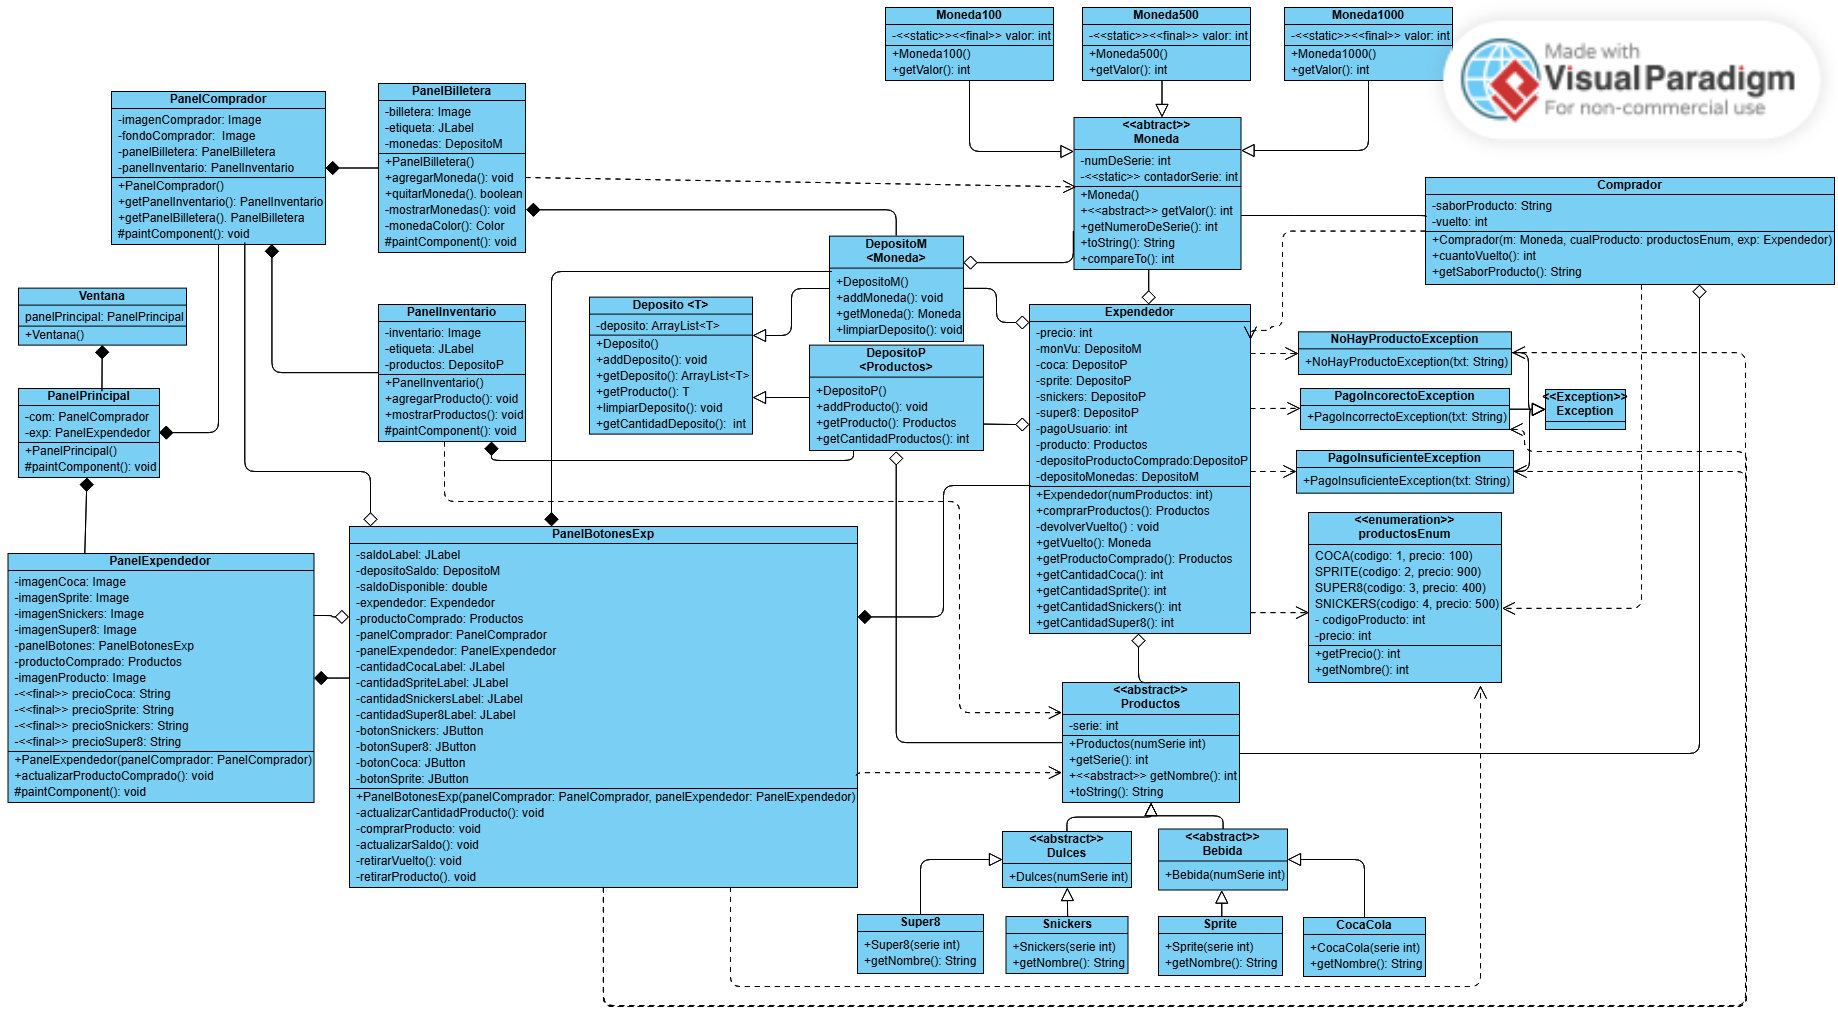 Moneda100
-<<static>><<final>> valor: int
+Moneda100()
+getValor(): int
Moneda500
-<<static>><<final>> valor: int
+Moneda500()
+getValor(): int
Moneda1000
-<<static>><<final>> valor: int
+Moneda1000()
+getValor(): int
Made with
Visual Paradigm
For non-commercial use
PanelComprador
-imagenComprador: Image
-fondoComprador:  Image
-panelBilletera: PanelBilletera
-panelInventario: PanelInventario
+PanelComprador()
+getPanelInventario(): PanelInventario
+getPanelBilletera(). PanelBilletera
#paintComponent(): void
PanelBilletera
-billetera: Image
-etiqueta: JLabel
-monedas: DepositoM
+PanelBilletera()
+agregarMoneda(): void
+quitarMoneda(). boolean
-mostrarMonedas(): void
-monedaColor(): Color
#paintComponent(): void
<<abtract>>
Moneda
-numDeSerie: int
-<<static>> contadorSerie: int
+Moneda()
+<<abstract>> getValor(): int
+getNumeroDeSerie(): int
+toString(): String
+compareTo(): int
Comprador
-saborProducto: String
-vuelto: int
+Comprador(m: Moneda, cualProducto: productosEnum, exp: Expendedor)
+cuantoVuelto(): int
+getSaborProducto(): String
DepositoM
<Moneda>
+DepositoM()
+addMoneda(): void
+getMoneda(): Moneda
+limpiarDeposito(): void
Ventana
panelPrincipal: PanelPrincipal
+Ventana()
PanelInventario
-inventario: Image
-etiqueta: JLabel
-productos: DepositoP
+PanelInventario()
+agregarProducto(): void
+mostrarProductos(): void
#paintComponent(): void
Deposito <T>
-deposito: ArrayList<T>
+Deposito()
+addDeposito(): void
+getDeposito(): ArrayList<T>
+getProducto(): T
+limpiarDeposito(): void
+getCantidadDeposito():  int
DepositoP
<Productos>
+DepositoP()
+addProducto(): void
+getProducto(): Productos
+getCantidadProductos(): int
Expendedor
-precio: int
-monVu: DepositoM
-coca: DepositoP
-sprite: DepositoP
-snickers: DepositoP
-super8: DepositoP
-pagoUsuario: int
-producto: Productos
-depositoProductoComprado:DepositoP
-depositoMonedas: DepositoM
+Expendedor(numProductos: int)
+comprarProductos(): Productos
-devolverVuelto() : void
+getVuelto(): Moneda
+getProductoComprado(): Productos
+getCantidadCoca(): int
+getCantidadSprite(): int
+getCantidadSnickers(): int
+getCantidadSuper8(): int
NoHayProductoException
+NoHayProductoException(txt: String)
PagoIncorectoException
+PagoIncorrectoException(txt: String)
<<Exception>>
Exception
PagoInsuficienteException
+PagoInsuficienteException(txt: String)
<<enumeration>>
productosEnum
COCA(codigo: 1, precio: 100)
SPRITE(codigo: 2, precio: 900)
SUPER8(codigo: 3, precio: 400)
SNICKERS(codigo: 4, precio: 500)
- codigoProducto: int
-precio: int
+getPrecio(): int
+getNombre(): int
PanelPrincipal
-com: PanelComprador
-exp: PanelExpendedor
+PanelPrincipal()
#paintComponent(): void
PanelExpendedor
-imagenCoca: Image
-imagenSprite: Image
-imagenSnickers: Image
-imagenSuper8: Image
-panelBotones: PanelBotonesExp
-productoComprado: Productos
-imagenProducto: Image
-<<final>> precioCoca: String
-<<final>> precioSprite: String
-<<final>> precioSnickers: String
-<<final>> precioSuper8: String
+PanelExpendedor(panelComprador: PanelComprador)
+actualizarProductoComprado(): void
#paintComponent(): void
PanelBotonesExp
-saldoLabel: JLabel
-depositoSaldo: DepositoM
-saldoDisponible: double
-expendedor: Expendedor
-productoComprado: Productos
-panelComprador: PanelComprador
-panelExpendedor: PanelExpendedor
-cantidadCocaLabel: JLabel
-cantidadSpriteLabel: JLabel
-cantidadSnickersLabel: JLabel
-cantidadSuper8Label: JLabel
-botonSnickers: JButton
-botonSuper8: JButton
-botonCoca: JButton
-botonSprite: JButton
+PanelBotonesExp(panelComprador: PanelComprador, panelExpendedor: PanelExpendedor)
-actualizarCantidadProducto(): void
-comprarProducto: void
-actualizarSaldo(): void
-retirarVuelto(): void
-retirarProducto(). void
<<abstract>>
Productos
-serie: int
+Productos(numSerie int)
+getSerie(): int
+<<abstract>> getNombre(): int
+toString(): String
<<abstract>>
Dulces
+Dulces(numSerie int)
<<abstract>>
Bebida
+Bebida(numSerie int)
Super8
+Super8(serie int)
+getNombre(): String
Snickers
+Snickers(serie int)
+getNombre(): String
Sprite
+Sprite(serie int)
+getNombre(): String
CocaCola
+CocaCola(serie int)
+getNombre(): String